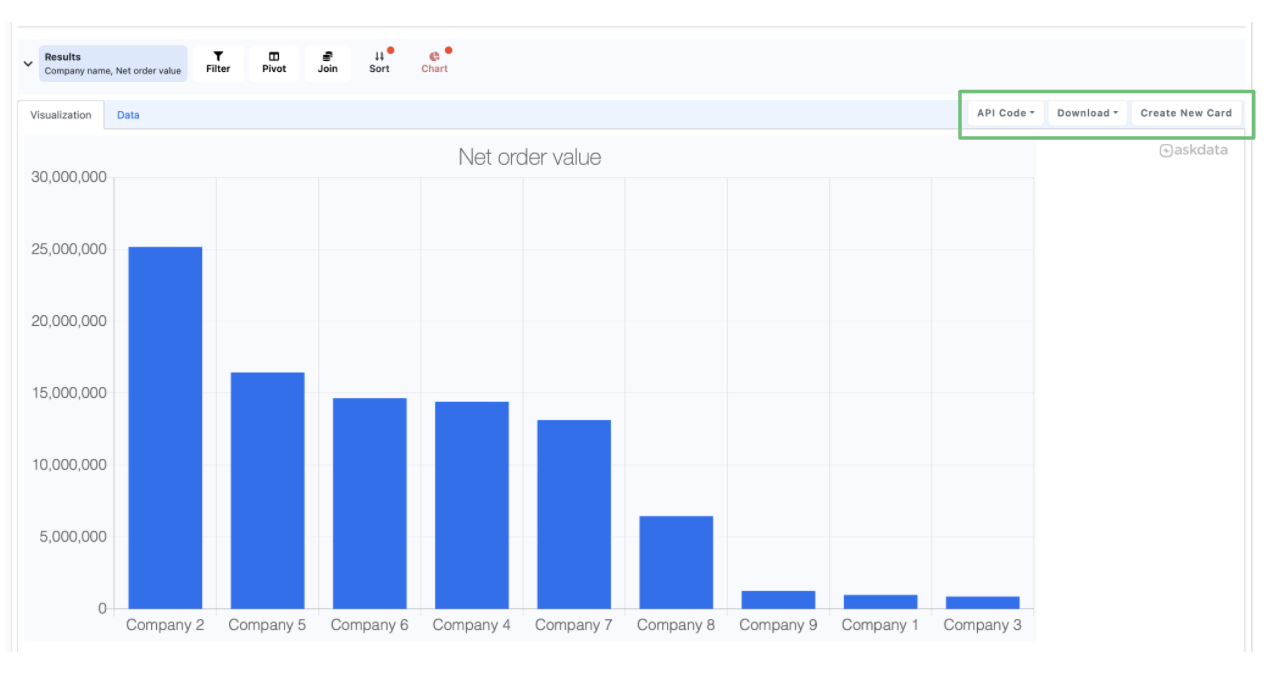 Results
Company name, Net order value
Filter
Pivot
Join
Sort
Chart
Visualization
Data
API Code
Download
Create New Card
askdata
Net order value
30,000,000
25,000,000
20,000,000
15,000,000
10,000,000
5,000,000
0
Company 2 Company 5 Company 6 Company 4 Company 7 Company 8 Company 9 Company 1 Company 3